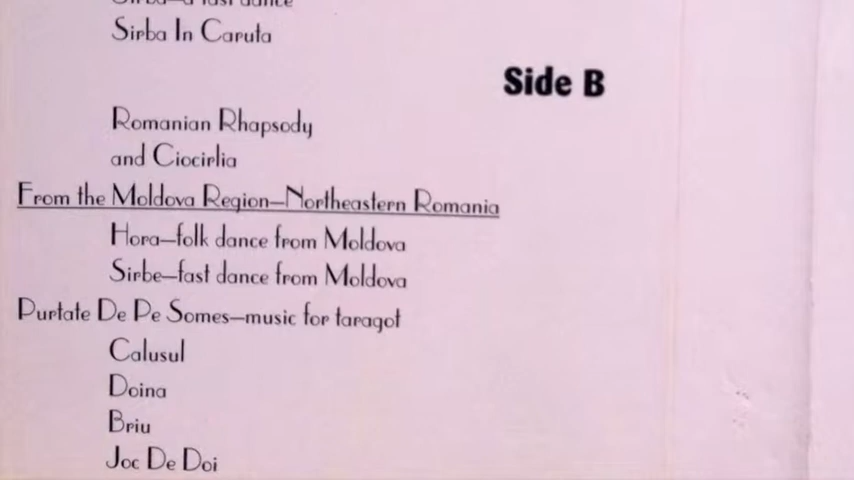 Sirba In Caruta
Side B
Romanian Rhapsody
and Ciocirlia
From the Moldova Region—Northeastern Romania
Hora—folk dance from Moldova
Sirbe—fast dance from Moldova
Purtate De Pe Somes—music for taragot
Calusul
Doina
Briu
Joc De Doi